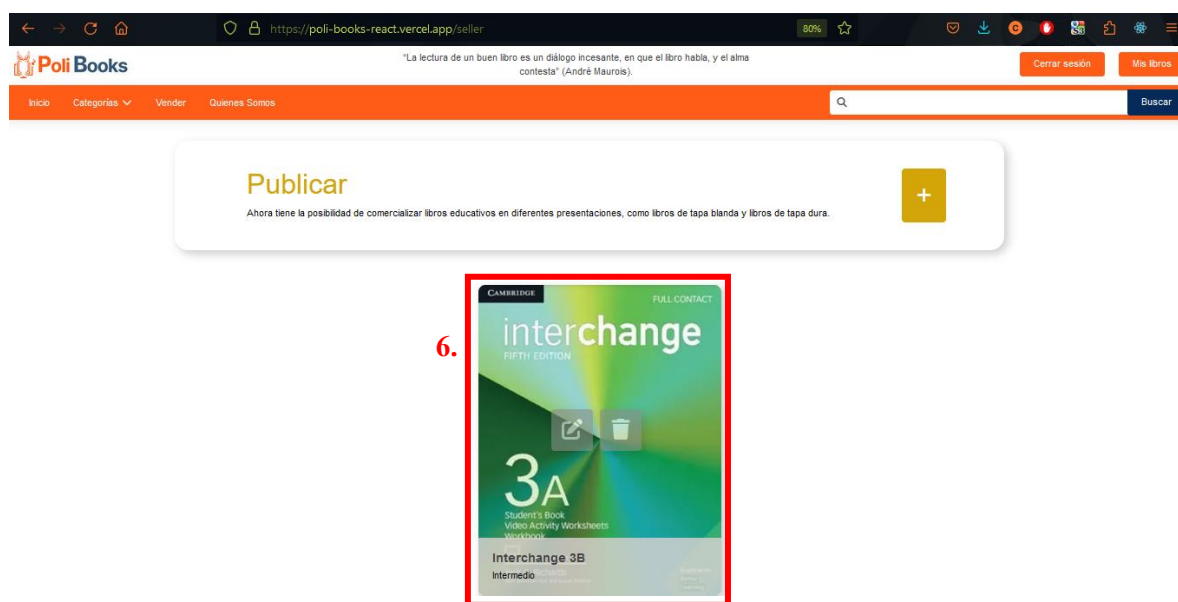 https://poli-books-react.vercel.app/seller
80%
Poli Books
"La lectura de un buen libro es un diálogo incesante, en que el libro habla, y el alma
contesta" (André Maurois).
Cerrar sesión
Mis libros
Inicio
Categorías
Vender
Quienes Somos
Buscar
Publicar
+
Ahora tiene la posibilidad de comercializar libros educativos en diferentes presentaciones, como libros de tapa blanda y libros de tapa dura.
6.
CAMBRIDGE
FULL CONTACT
interchange
FIFTH EDITION
3A
Student's Book
Video Activity Worksheets
Workbook
Interchange 3B
Intermedio